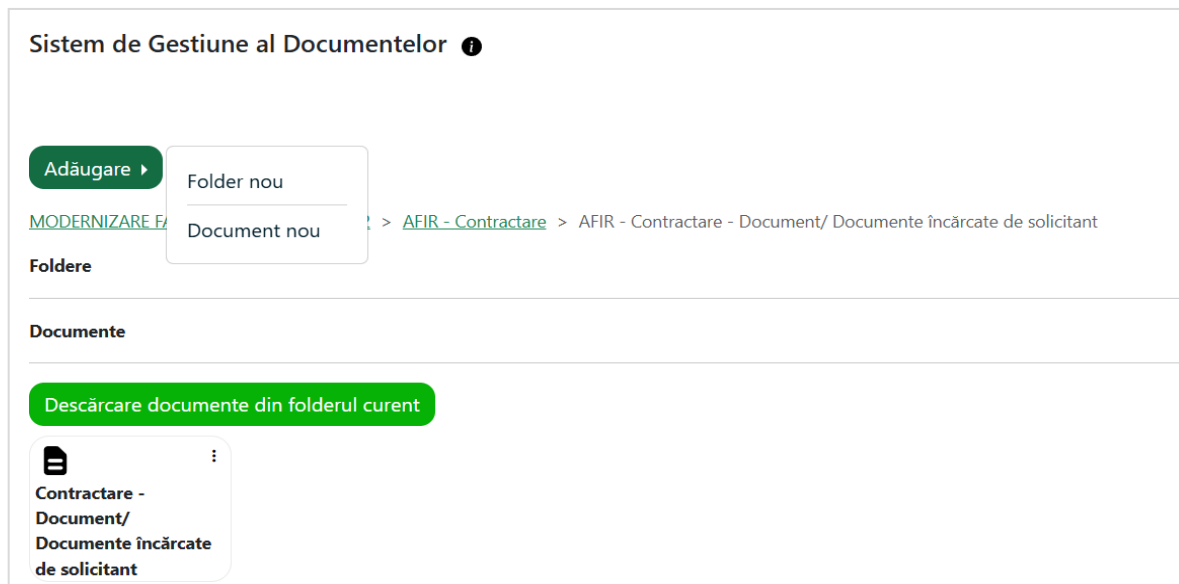 Sistem de Gestiune al Documentelor
Adăugare
Folder nou
Document nou
MODERNIZARE > AFIR - Contractare > AFIR - Contractare - Document/ Documente încărcate de solicitant
Foldere
Documente
Descărcare documente din folderul curent
Contractare -
Document/
Documente încărcate
de solicitant